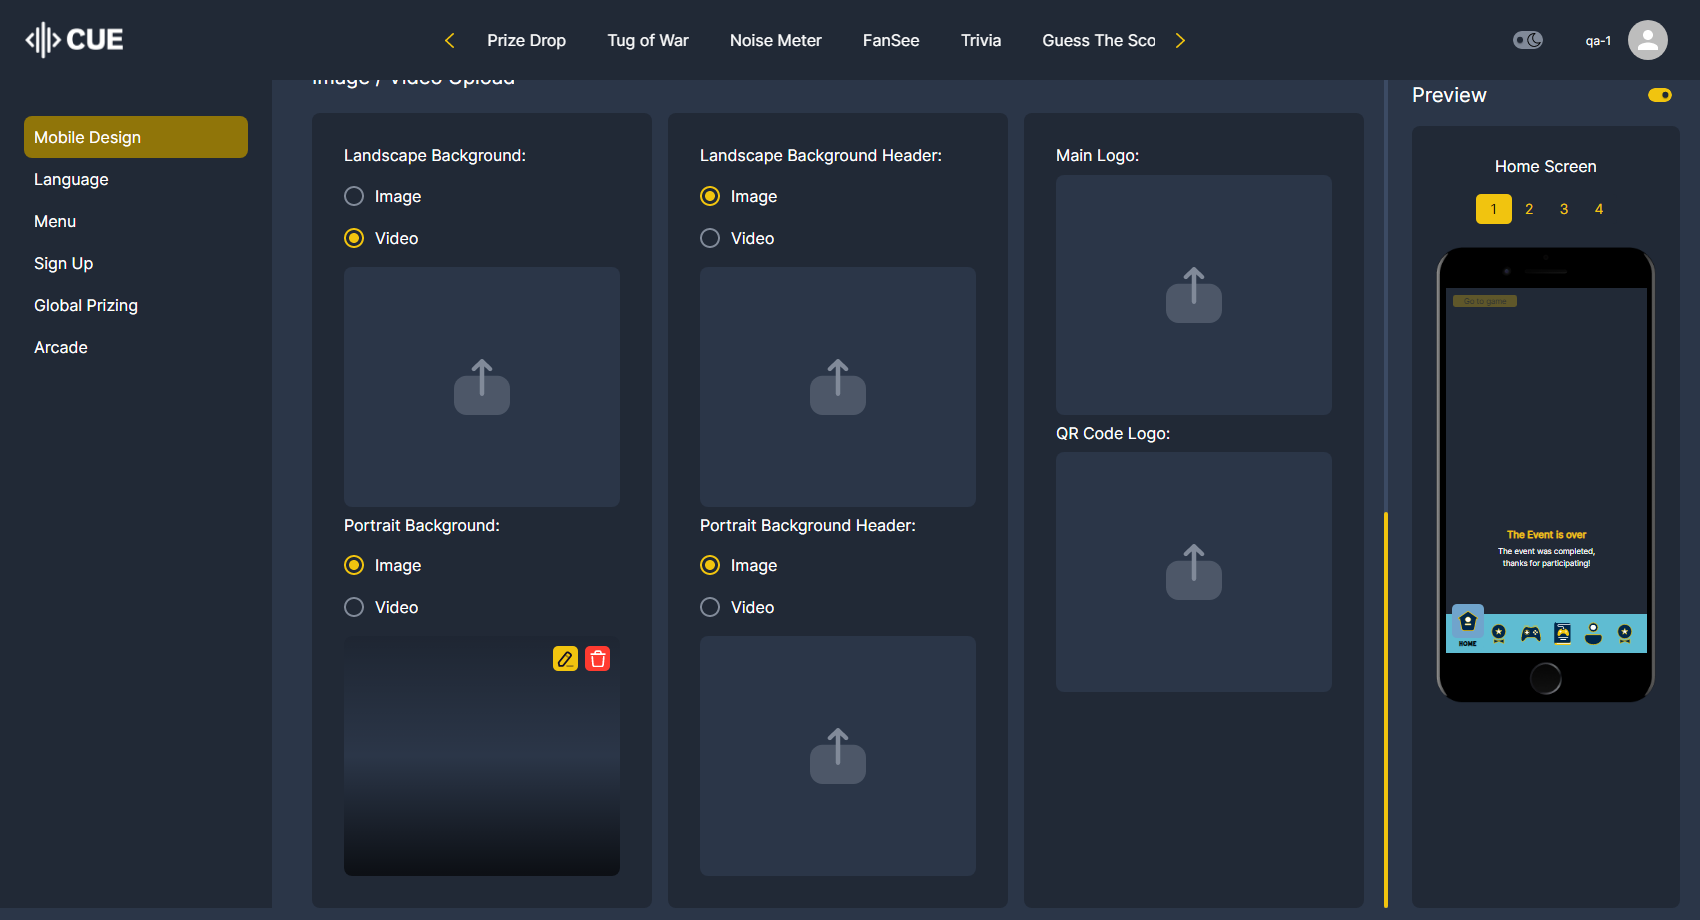 CUE
Prize Drop
Tug of War
Noise Meter
FanSee
Trivia
Guess The Sco
qa-1
Mobile Design
Language
Menu
Sign Up
Global Prizing
Arcade
Image / Video Upload
Landscape Background:
Image
Video
Portrait Background:
Image
Video
Landscape Background Header:
Image
Video
Portrait Background Header:
Image
Video
Main Logo:
QR Code Logo:
Preview
Home Screen
1 2 3 4
Go to game
The Event is over
The event was completed,
thanks for participating!
HOME